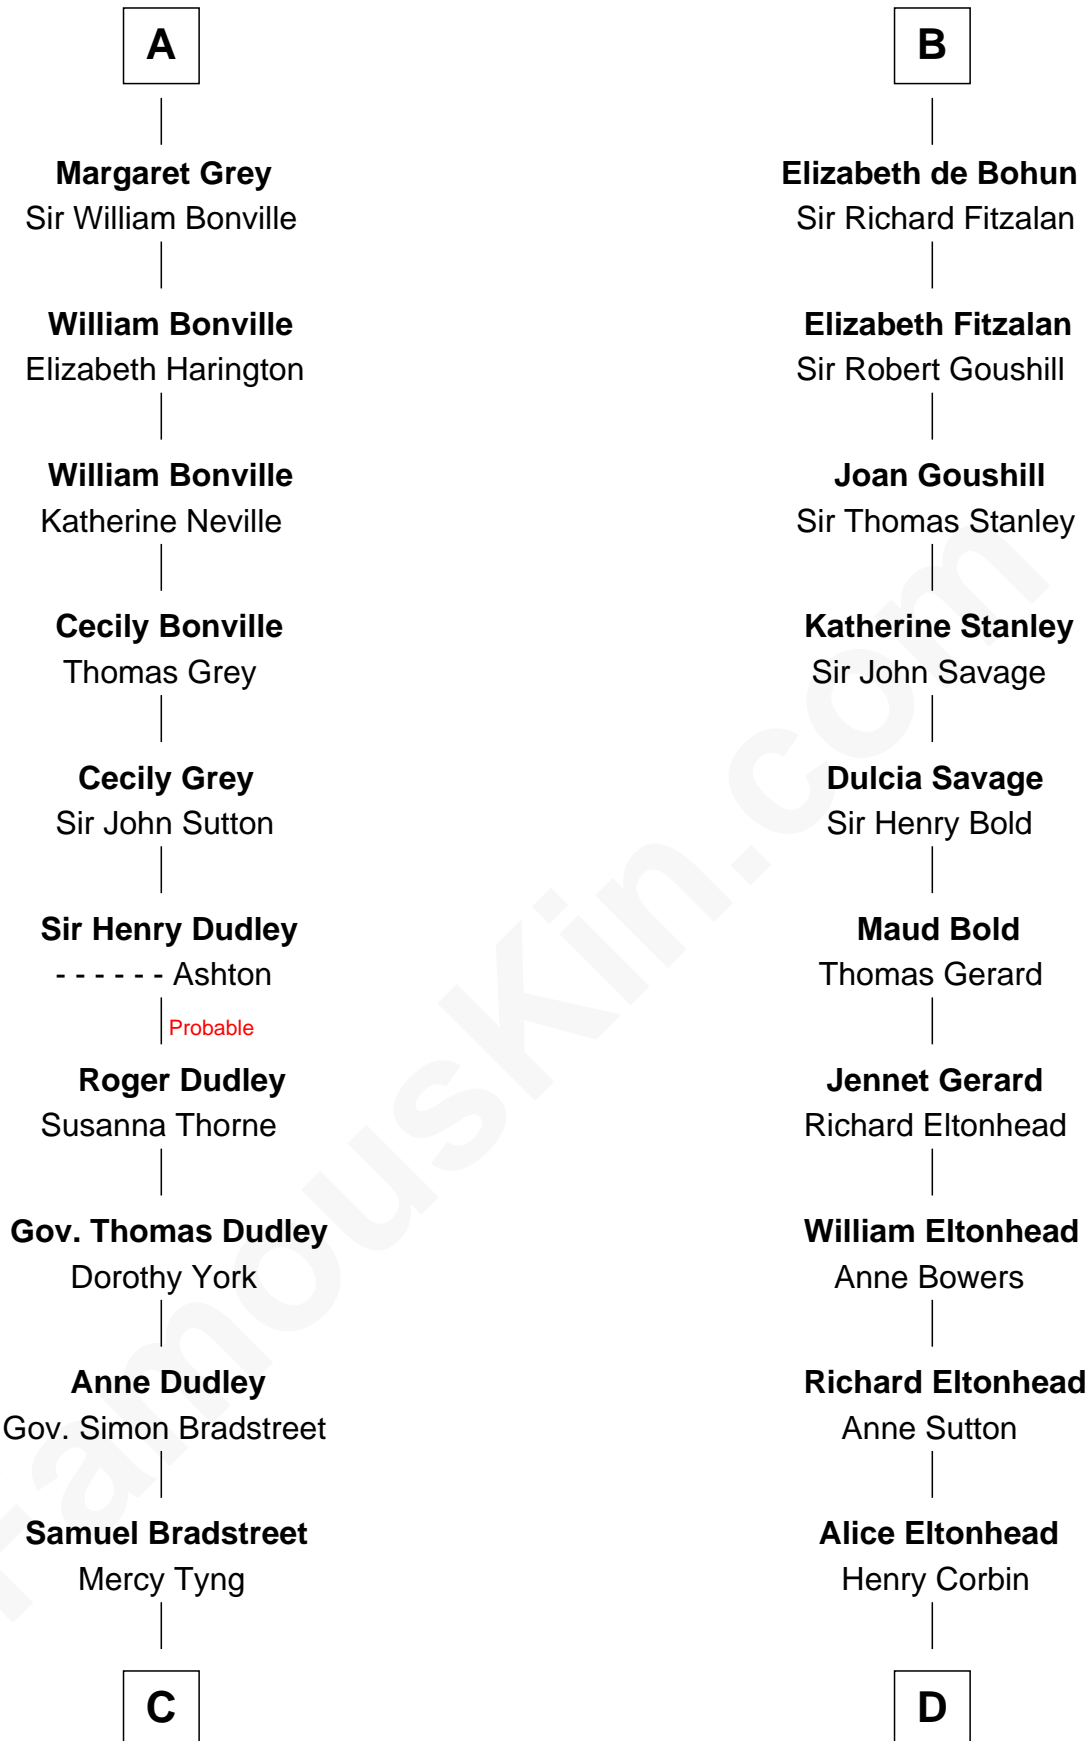 A
Margaret Grey
Sir William Bonville
William Bonville
Elizabeth Harington
William Bonville
Katherine Neville
Cecily Bonville
Thomas Grey
Cecily Grey
Sir John Sutton
Sir Henry Dudley
- - - - - - Ashton
Probable
Roger Dudley
Susanna Thorne
Gov. Thomas Dudley
Dorothy York
Anne Dudley
Gov. Simon Bradstreet
Samuel Bradstreet
Mercy Tyng
C
B
Elizabeth de Bohun
Sir Richard Fitzalan
Elizabeth Fitzalan
Sir Robert Goushill
Joan Goushill
Sir Thomas Stanley
Katherine Stanley
Sir John Savage
Dulcia Savage
Sir Henry Bold
Maud Bold
Thomas Gerard
Jennet Gerard
Richard Eltonhead
William Eltonhead
Anne Bowers
Richard Eltonhead
Anne Sutton
Alice Eltonhead
Henry Corbin
D
FamousKin.com